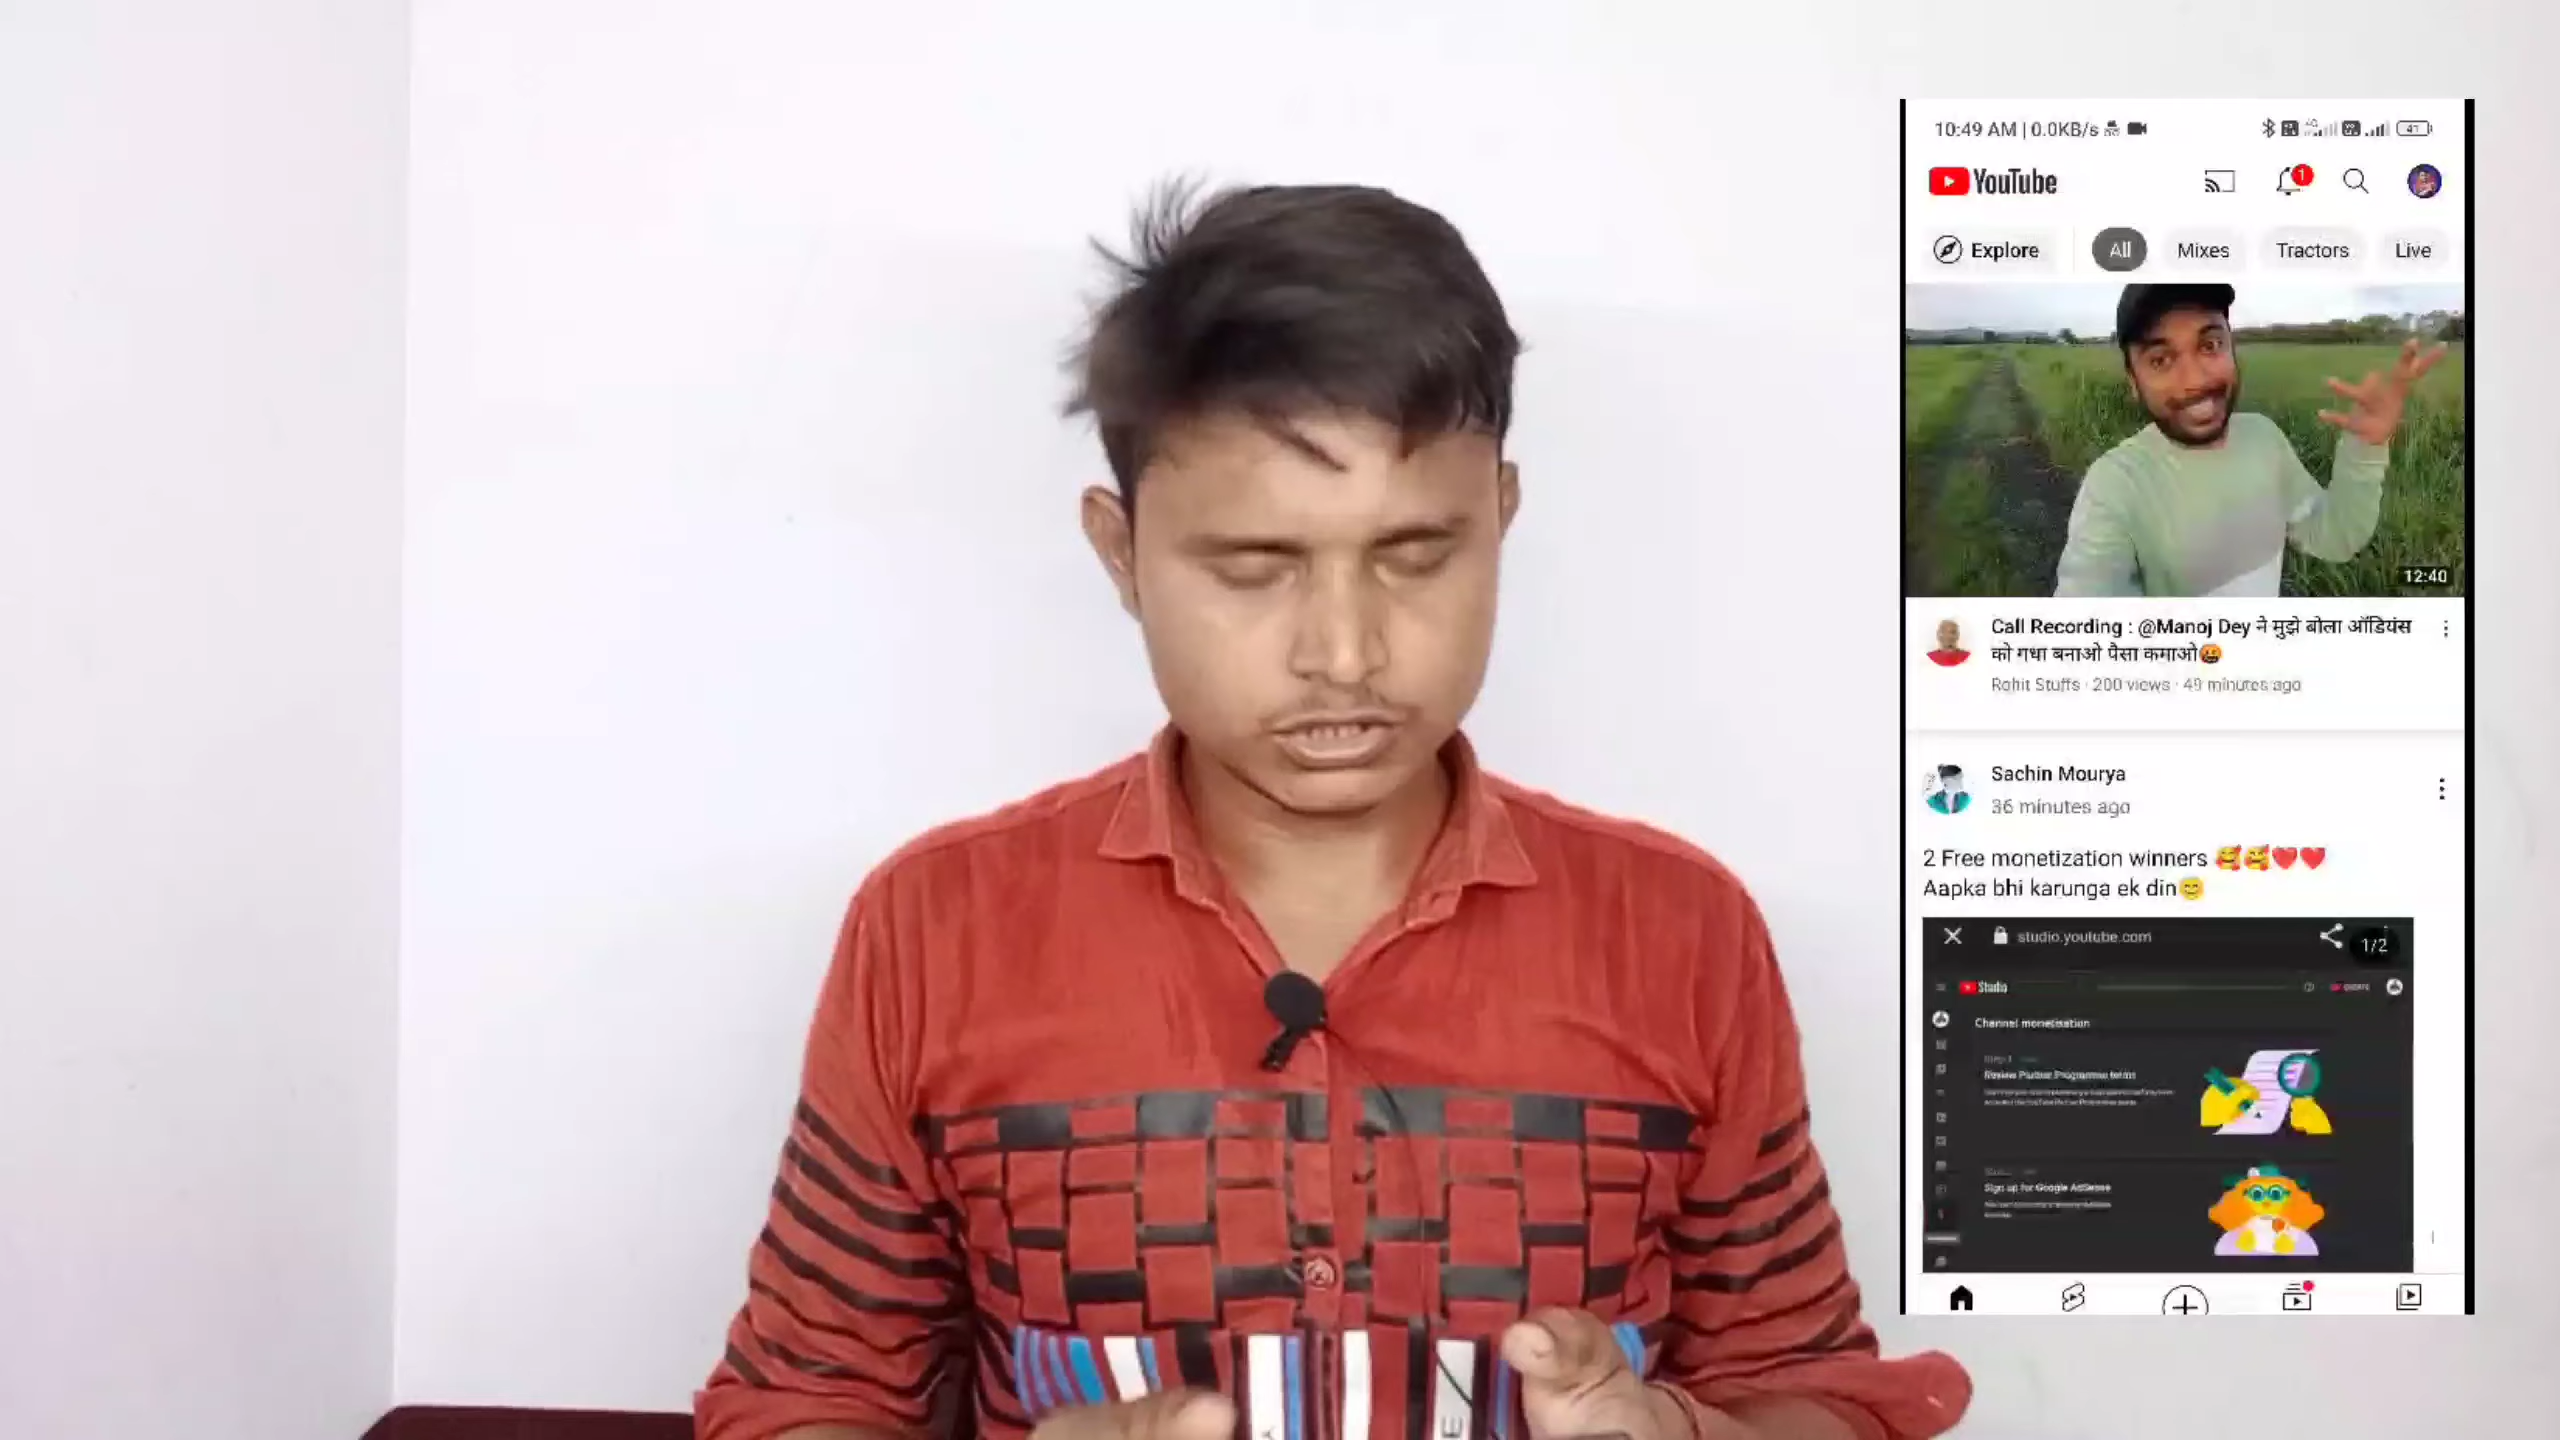 10:49 AM | 0.0KB/s
41
YouTube
1
Explore
All
Mixes
Tractors
Live
12:40
Call Recording : @Manoj Dey ने मुझे बोला ऑडियंस
को गधा बनाओ पैसा कमाओ🤬
Rohit Stuffs · 200 views · 49 minutes ago
Sachin Mourya
36 minutes ago
2 Free monetization winners 🥰🥰❤️❤️
Aapka bhi karunga ek din😇
studio.youtube.com
1/2
Studio
Channel monetisation
Review Partner Programme terms
Sign up for Google AdSense
E